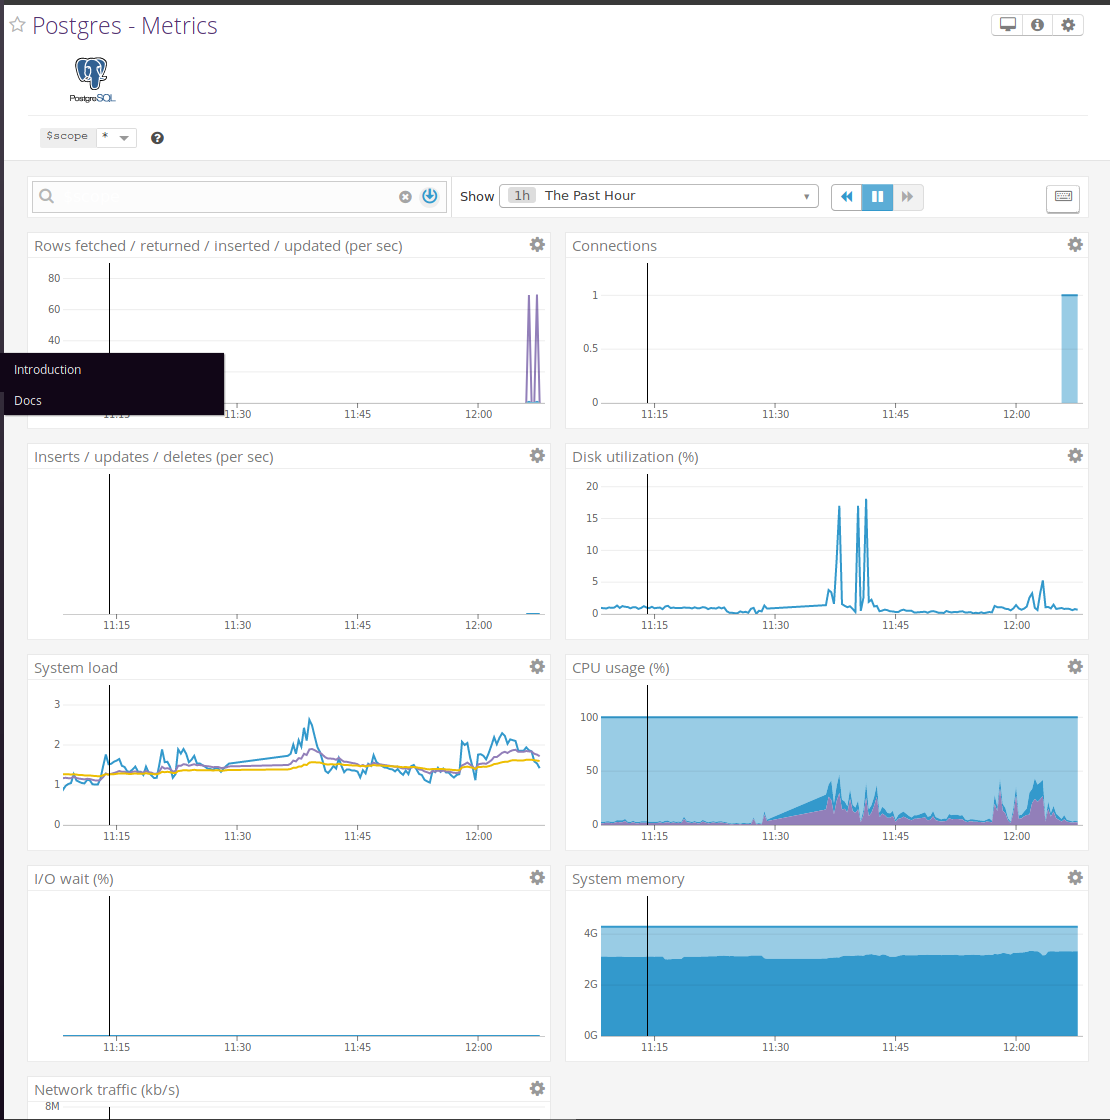 Postgres - Metrics
PostgreSQL
$scope * 
Show 1h The Past Hour
Rows fetched / returned / inserted / updated (per sec)
80
60
40
11:15 11:30 11:45 12:00
Introduction
Docs
Connections
1
0.5
0
11:15 11:30 11:45 12:00
Inserts / updates / deletes (per sec)
11:15 11:30 11:45 12:00
Disk utilization (%)
20
15
10
5
0
11:15 11:30 11:45 12:00
System load
3
2
1
0
11:15 11:30 11:45 12:00
CPU usage (%)
100
50
0
11:15 11:30 11:45 12:00
I/O wait (%)
11:15 11:30 11:45 12:00
System memory
4G
2G
0G
11:15 11:30 11:45 12:00
Network traffic (kb/s)
8M